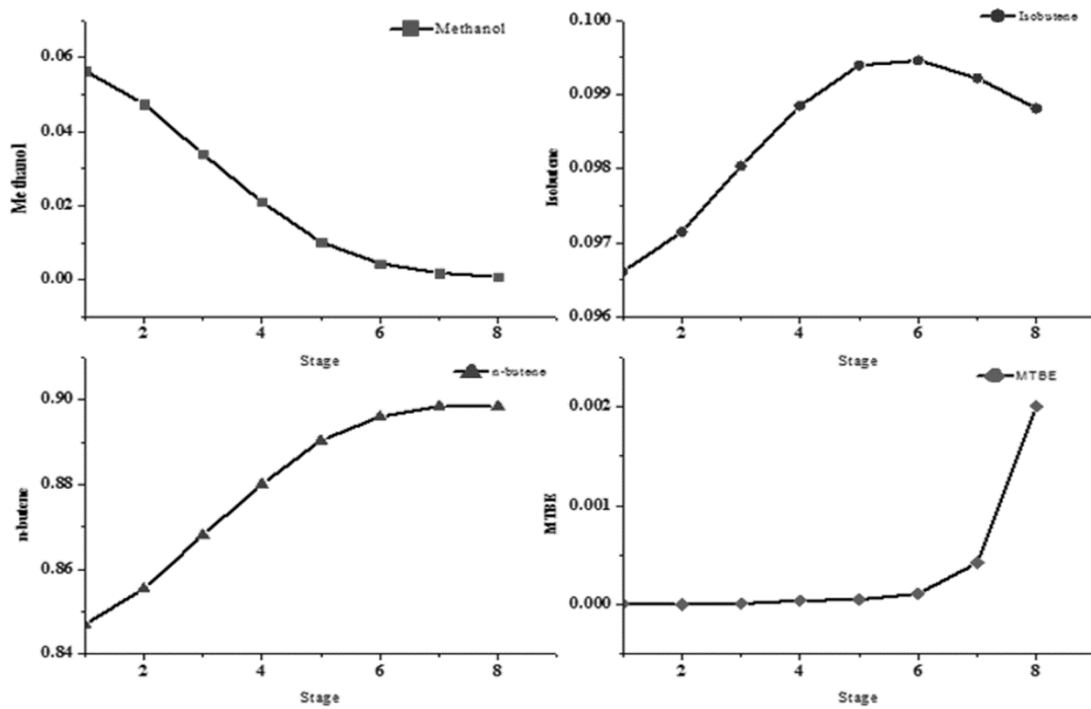 Methanol
0.06
0.04
0.02
0.00
2
4
6
8
Methanol
Stage
Isobutene
0.100
0.099
0.098
0.097
0.096
2
4
6
8
Isobutene
Stage
n-butene
0.90
0.88
0.86
0.84
2
4
6
8
n-butene
Stage
MTBE
0.002
0.001
0.000
2
4
6
8
MTBE
Stage